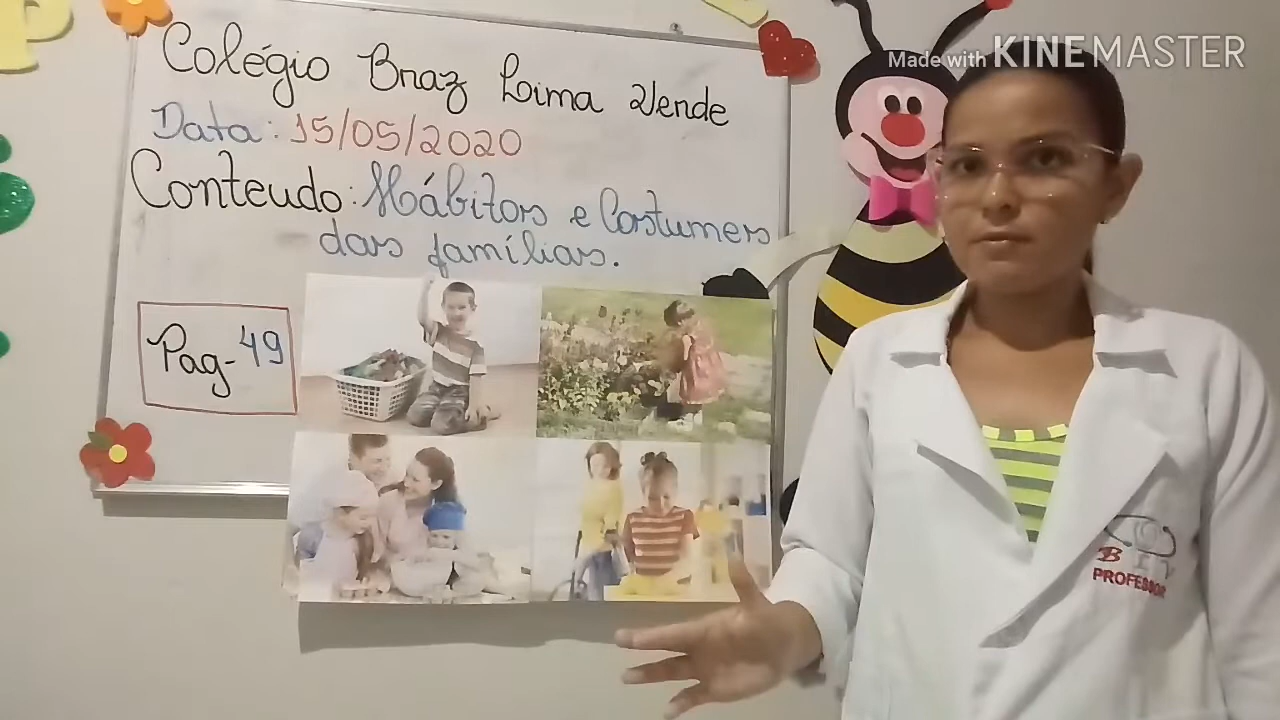 Colégio Braz Lima Verde
Data: 15/05/2020
Conteudo: Hábitos e Costumes
das famílias.
Pag-49
Made with KINEMASTER
B
PROFESSOR